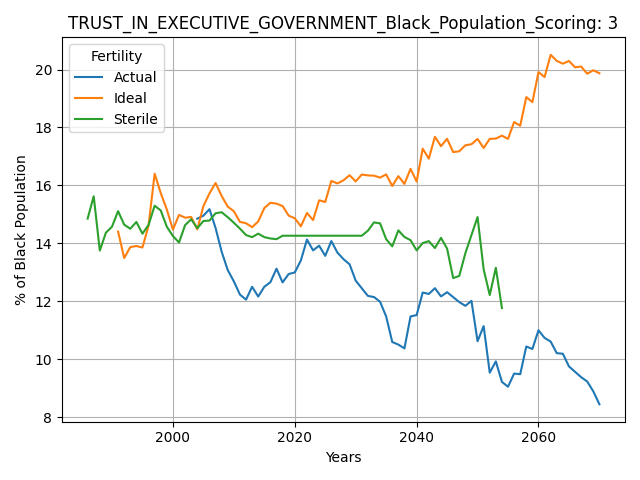 TRUST_IN_EXECUTIVE_GOVERNMENT_Black_Population_Scoring: 3
Fertility
Actual
Ideal
Sterile
% of Black Population
20
18
16
14
12
10
8
2000 2020 2040 2060
Years